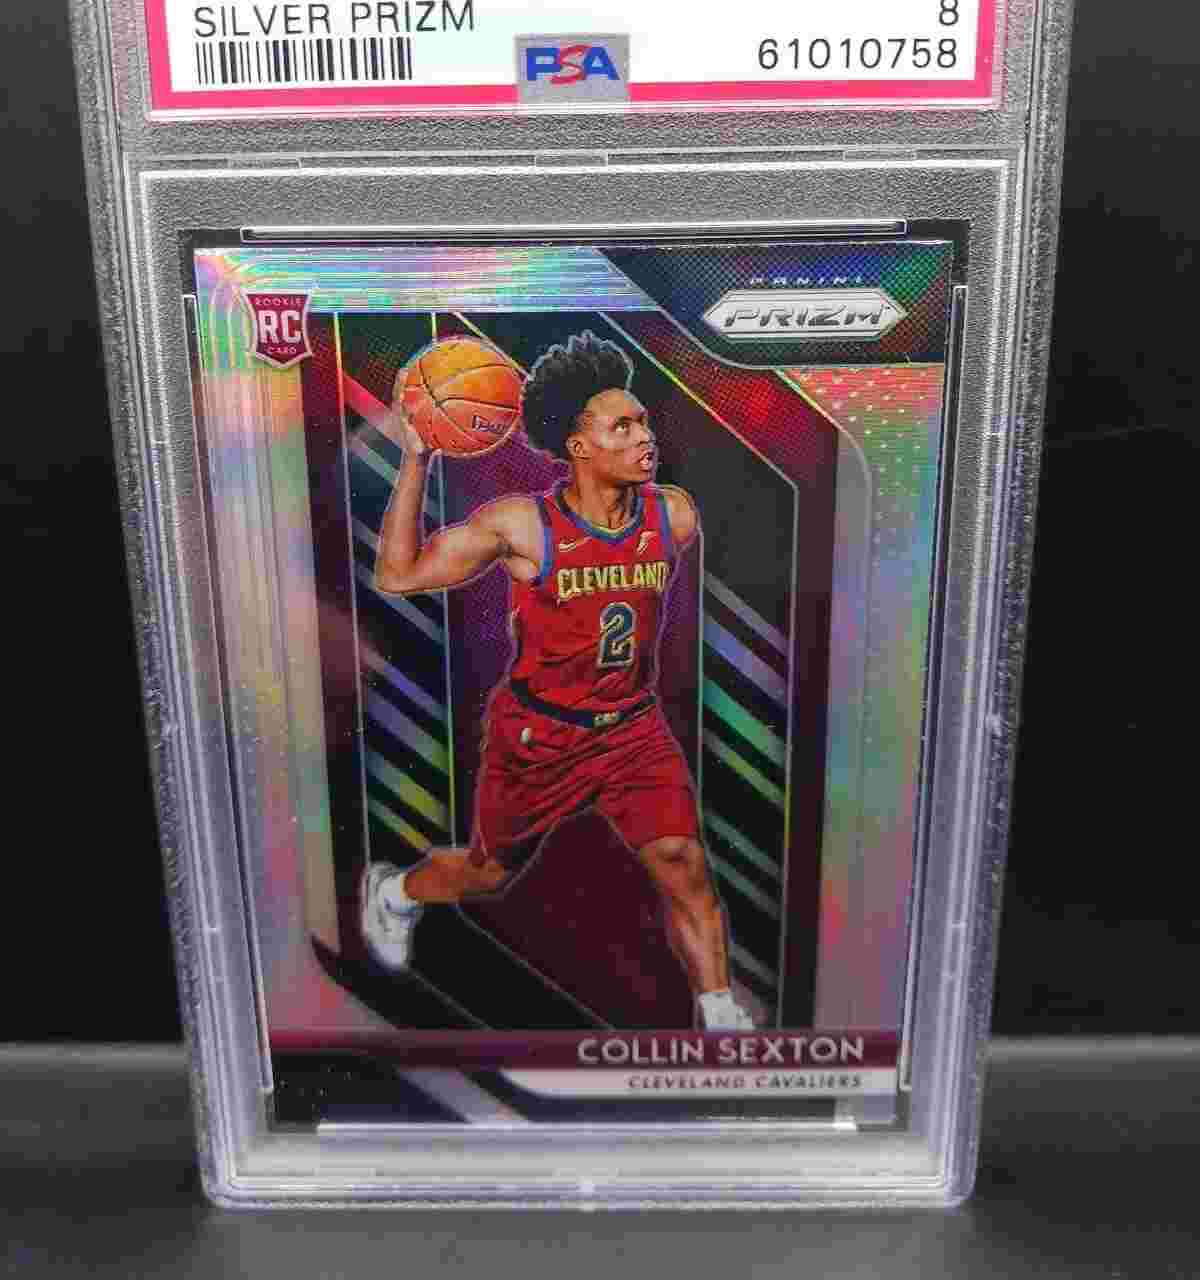 SILVER PRIZM
8
PSA
61010758
PANINI
PRIZM
ROOKIE
RC
CARD
CLEVELAND
2
COLLIN SEXTON
CLEVELAND CAVALIERS